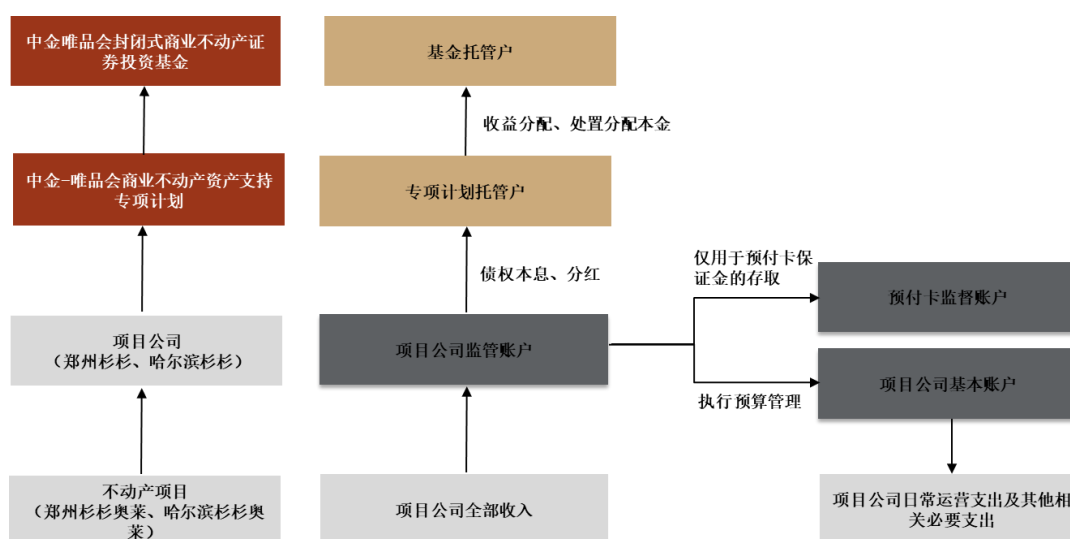 中金唯品会封闭式商业不动产证
券投资基金
基金托管户
收益分配、处置分配本金
中金-唯品会商业不动产资产支持
专项计划
专项计划托管户
债权本息、分红
仅用于预付卡保
证金的存取
预付卡监督账户
项目公司
（郑州杉杉、哈尔滨杉杉）
项目公司监管账户
项目公司基本账户
执行预算管理
不动产项目
（郑州杉杉奥莱、哈尔滨杉杉奥
莱）
项目公司全部收入
项目公司日常运营支出及其他相
关必要支出